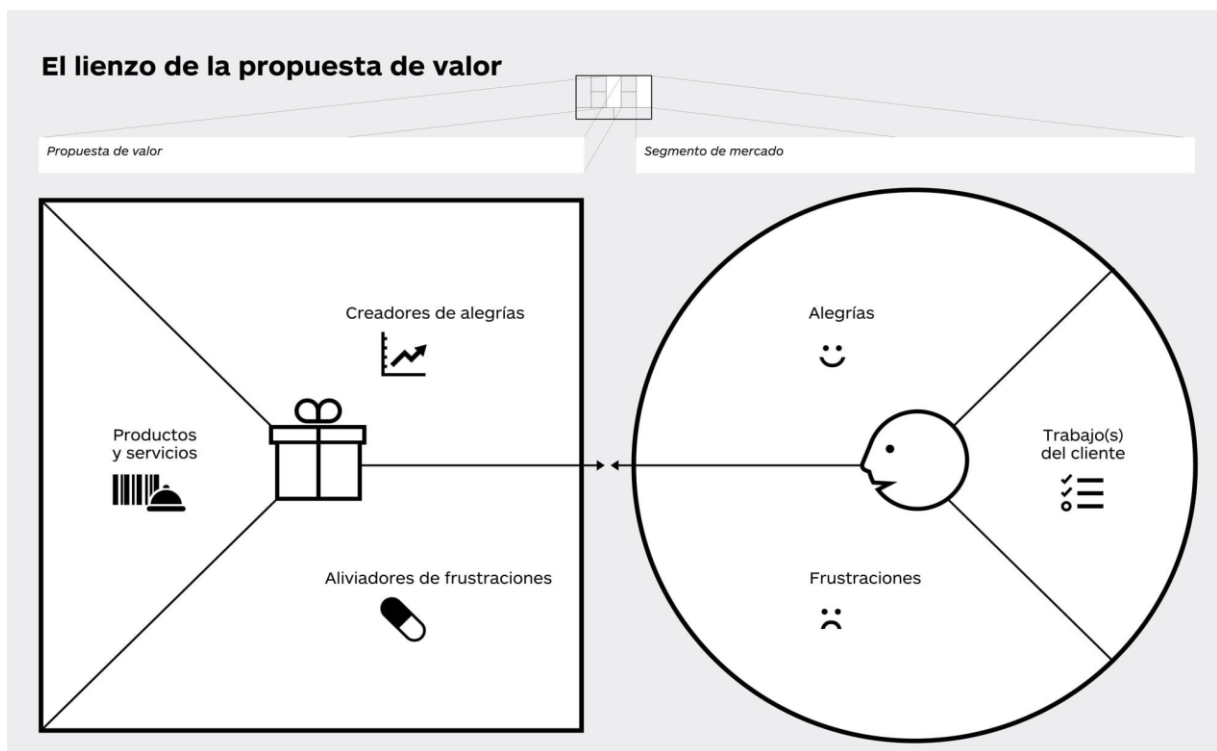 El lienzo de la propuesta de valor
Propuesta de valor
Segmento de mercado
Creadores de alegrías
Productos
y servicios
Aliviadores de frustraciones
Alegrías
Trabajo(s)
del cliente
Frustraciones